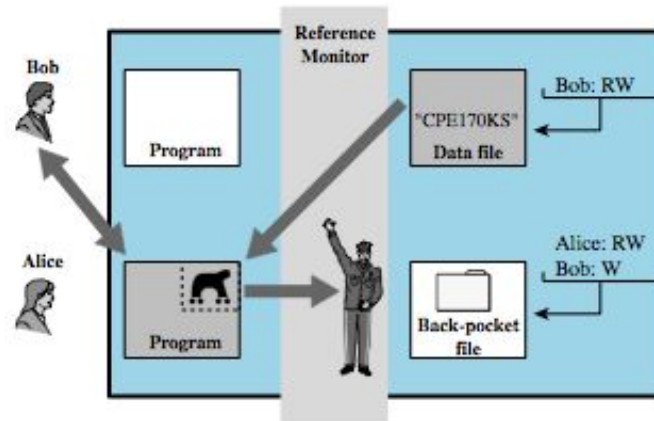 Reference
Monitor
Bob
Program
"CPE170KS"
Data file
Bob: RW
Alice
Program
Back-pocket
file
Alice: RW
Bob: W